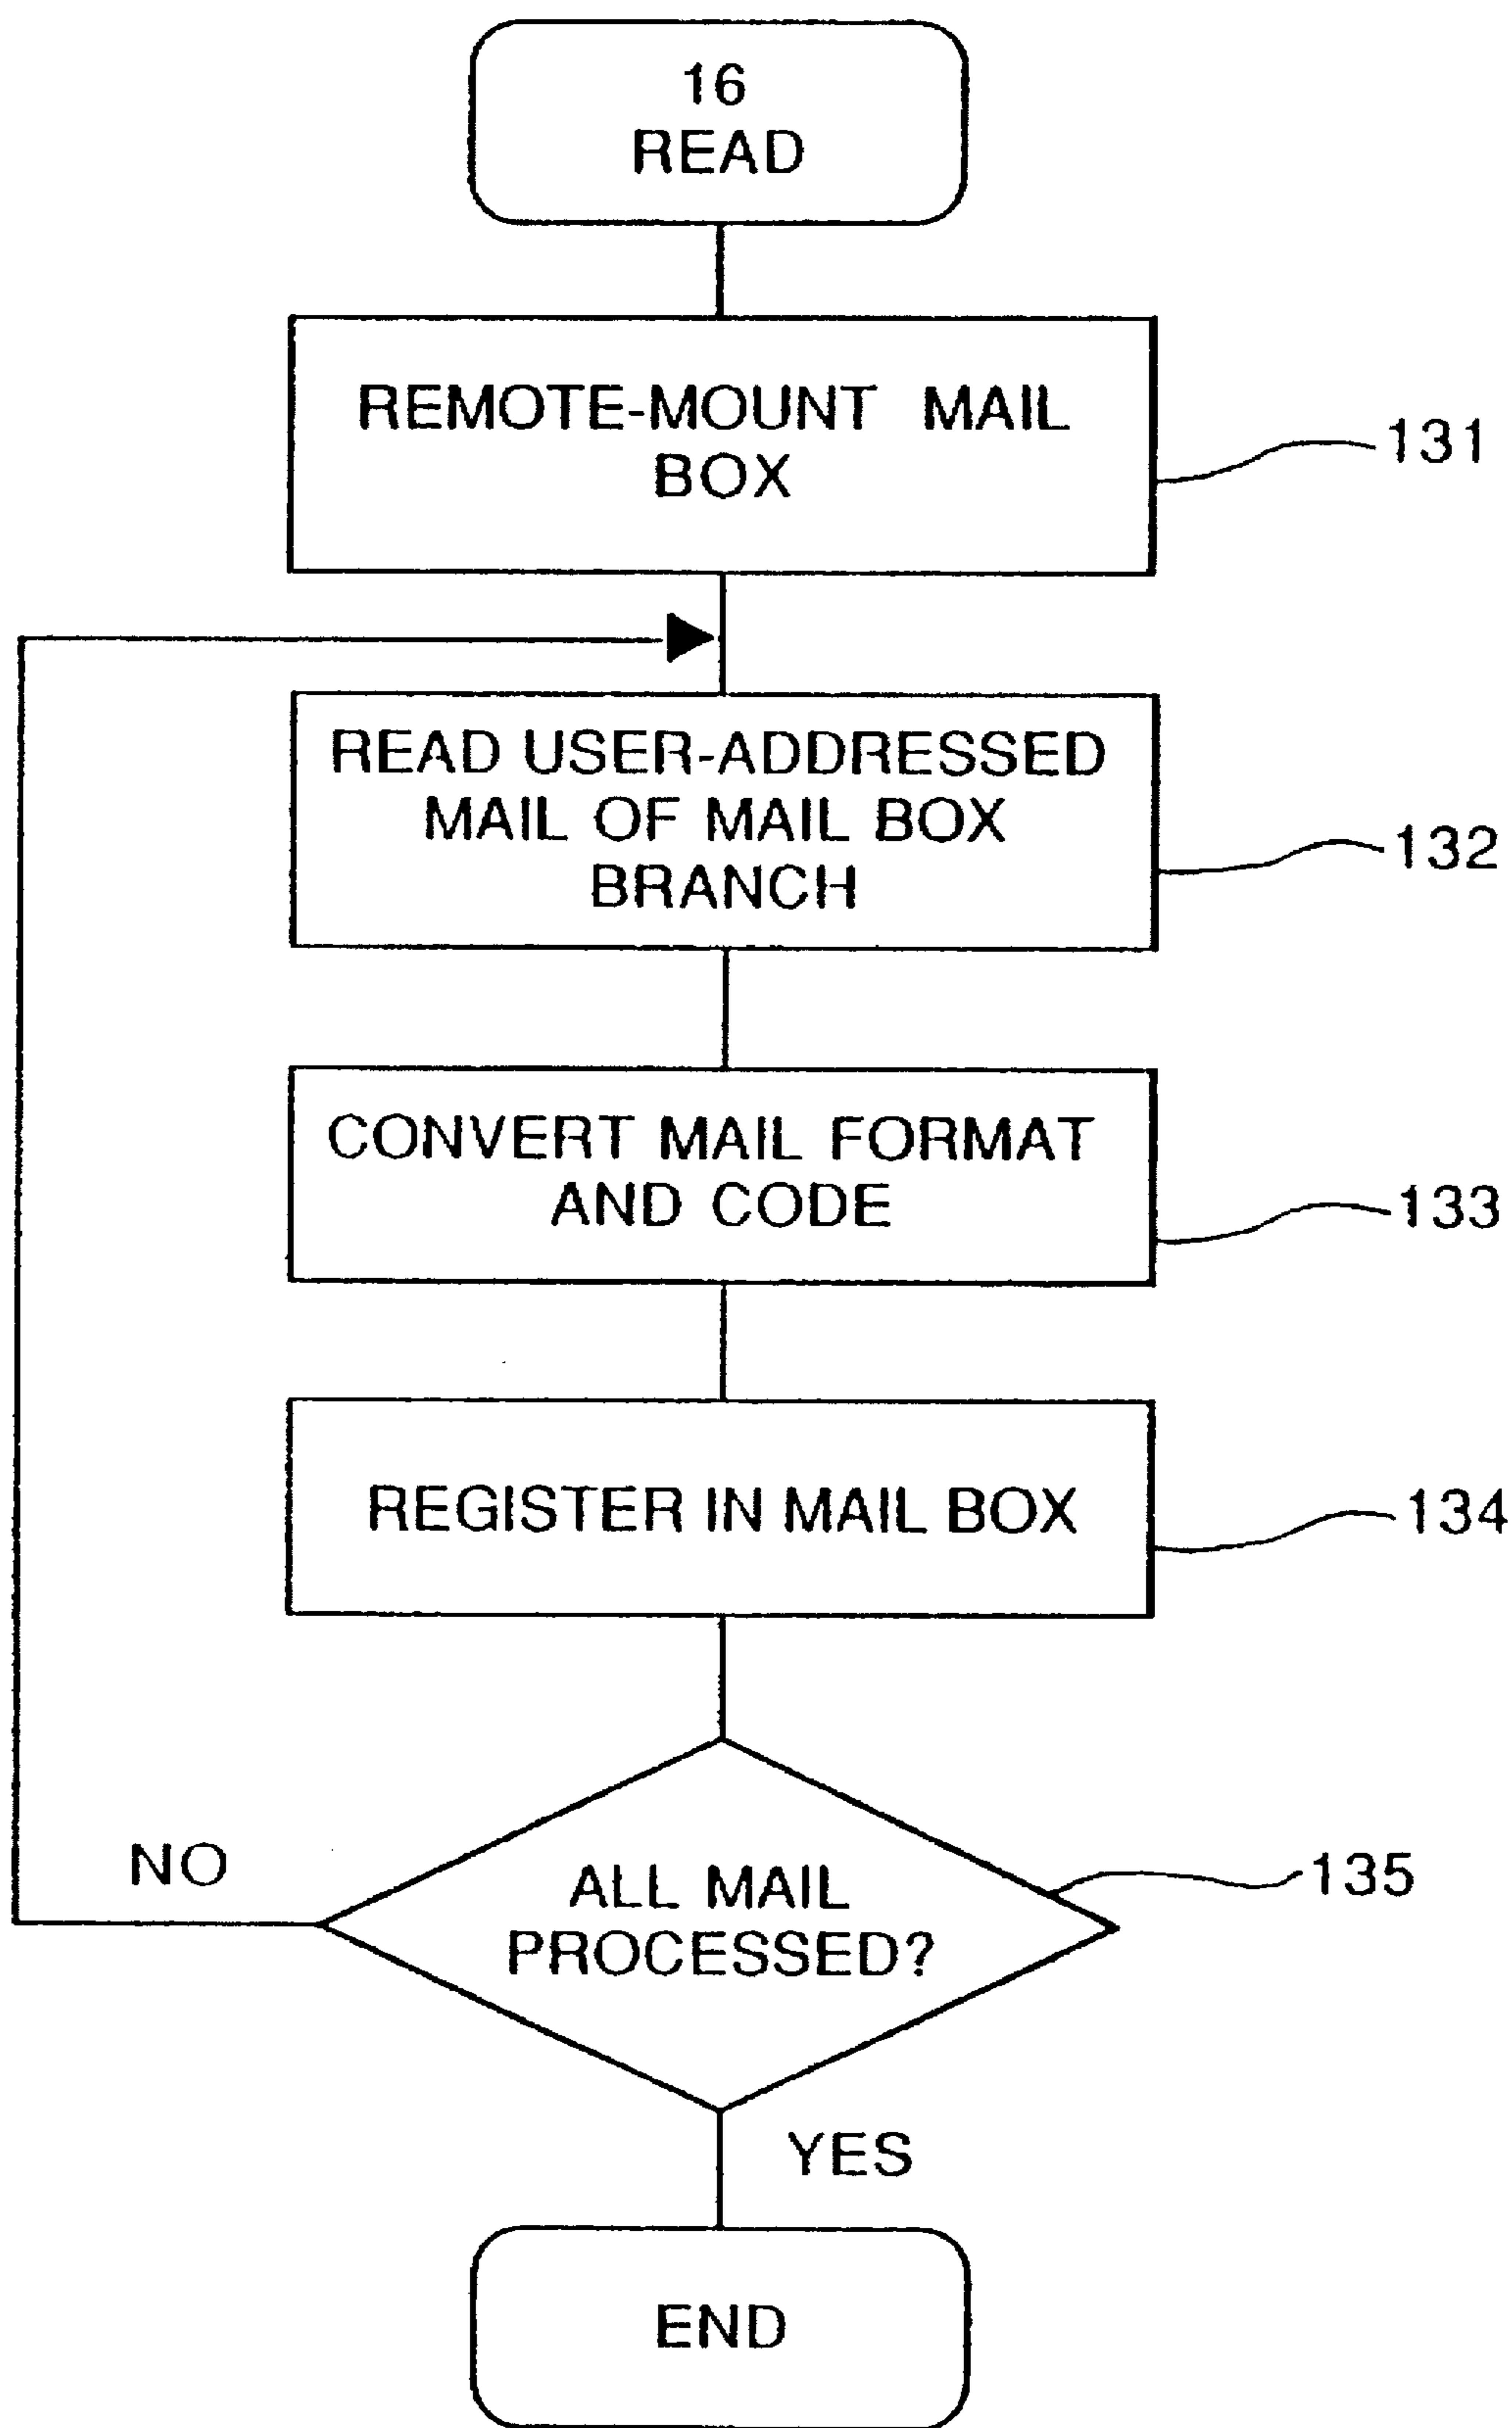 16
READ
REMOTE-MOUNT MAIL
BOX
131
READ USER-ADDRESSED
MAIL OF MAIL BOX
BRANCH
132
CONVERT MAIL FORMAT
AND CODE
133
REGISTER IN MAIL BOX
134
NO
ALL MAIL
PROCESSED?
135
YES
END